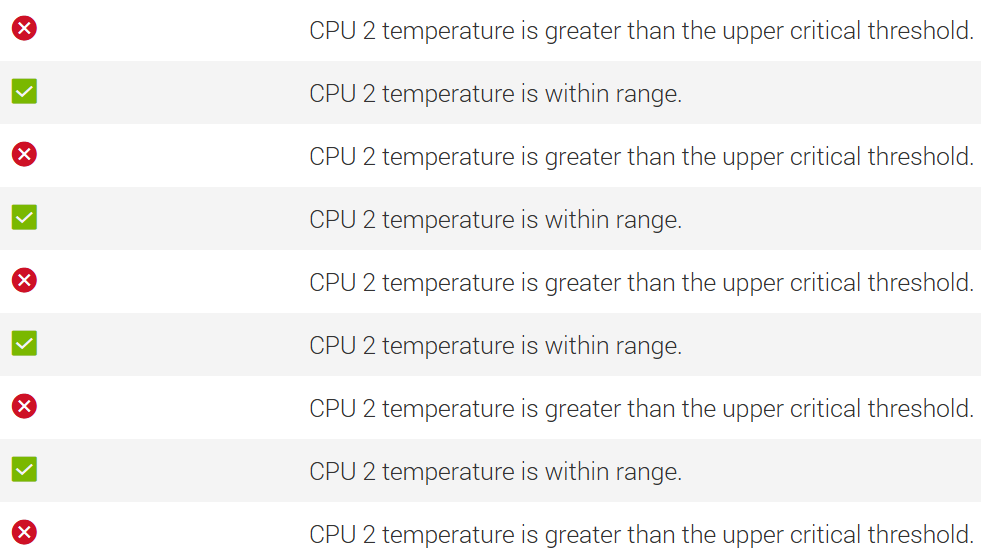 CPU 2 temperature is greater than the upper critical threshold.
CPU 2 temperature is within range.
CPU 2 temperature is greater than the upper critical threshold.
CPU 2 temperature is within range.
CPU 2 temperature is greater than the upper critical threshold.
CPU 2 temperature is within range.
CPU 2 temperature is greater than the upper critical threshold.
CPU 2 temperature is within range.
CPU 2 temperature is greater than the upper critical threshold.